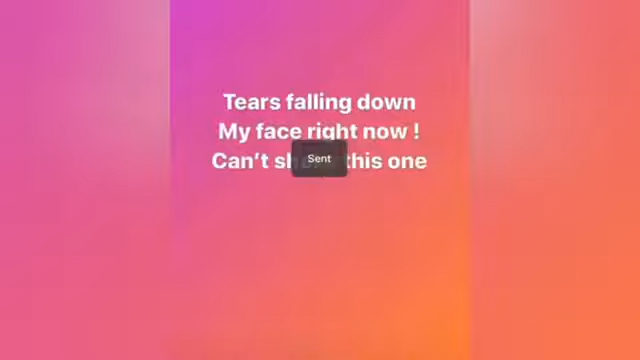 Tears falling down
My face right now !
Can't this one
Sent